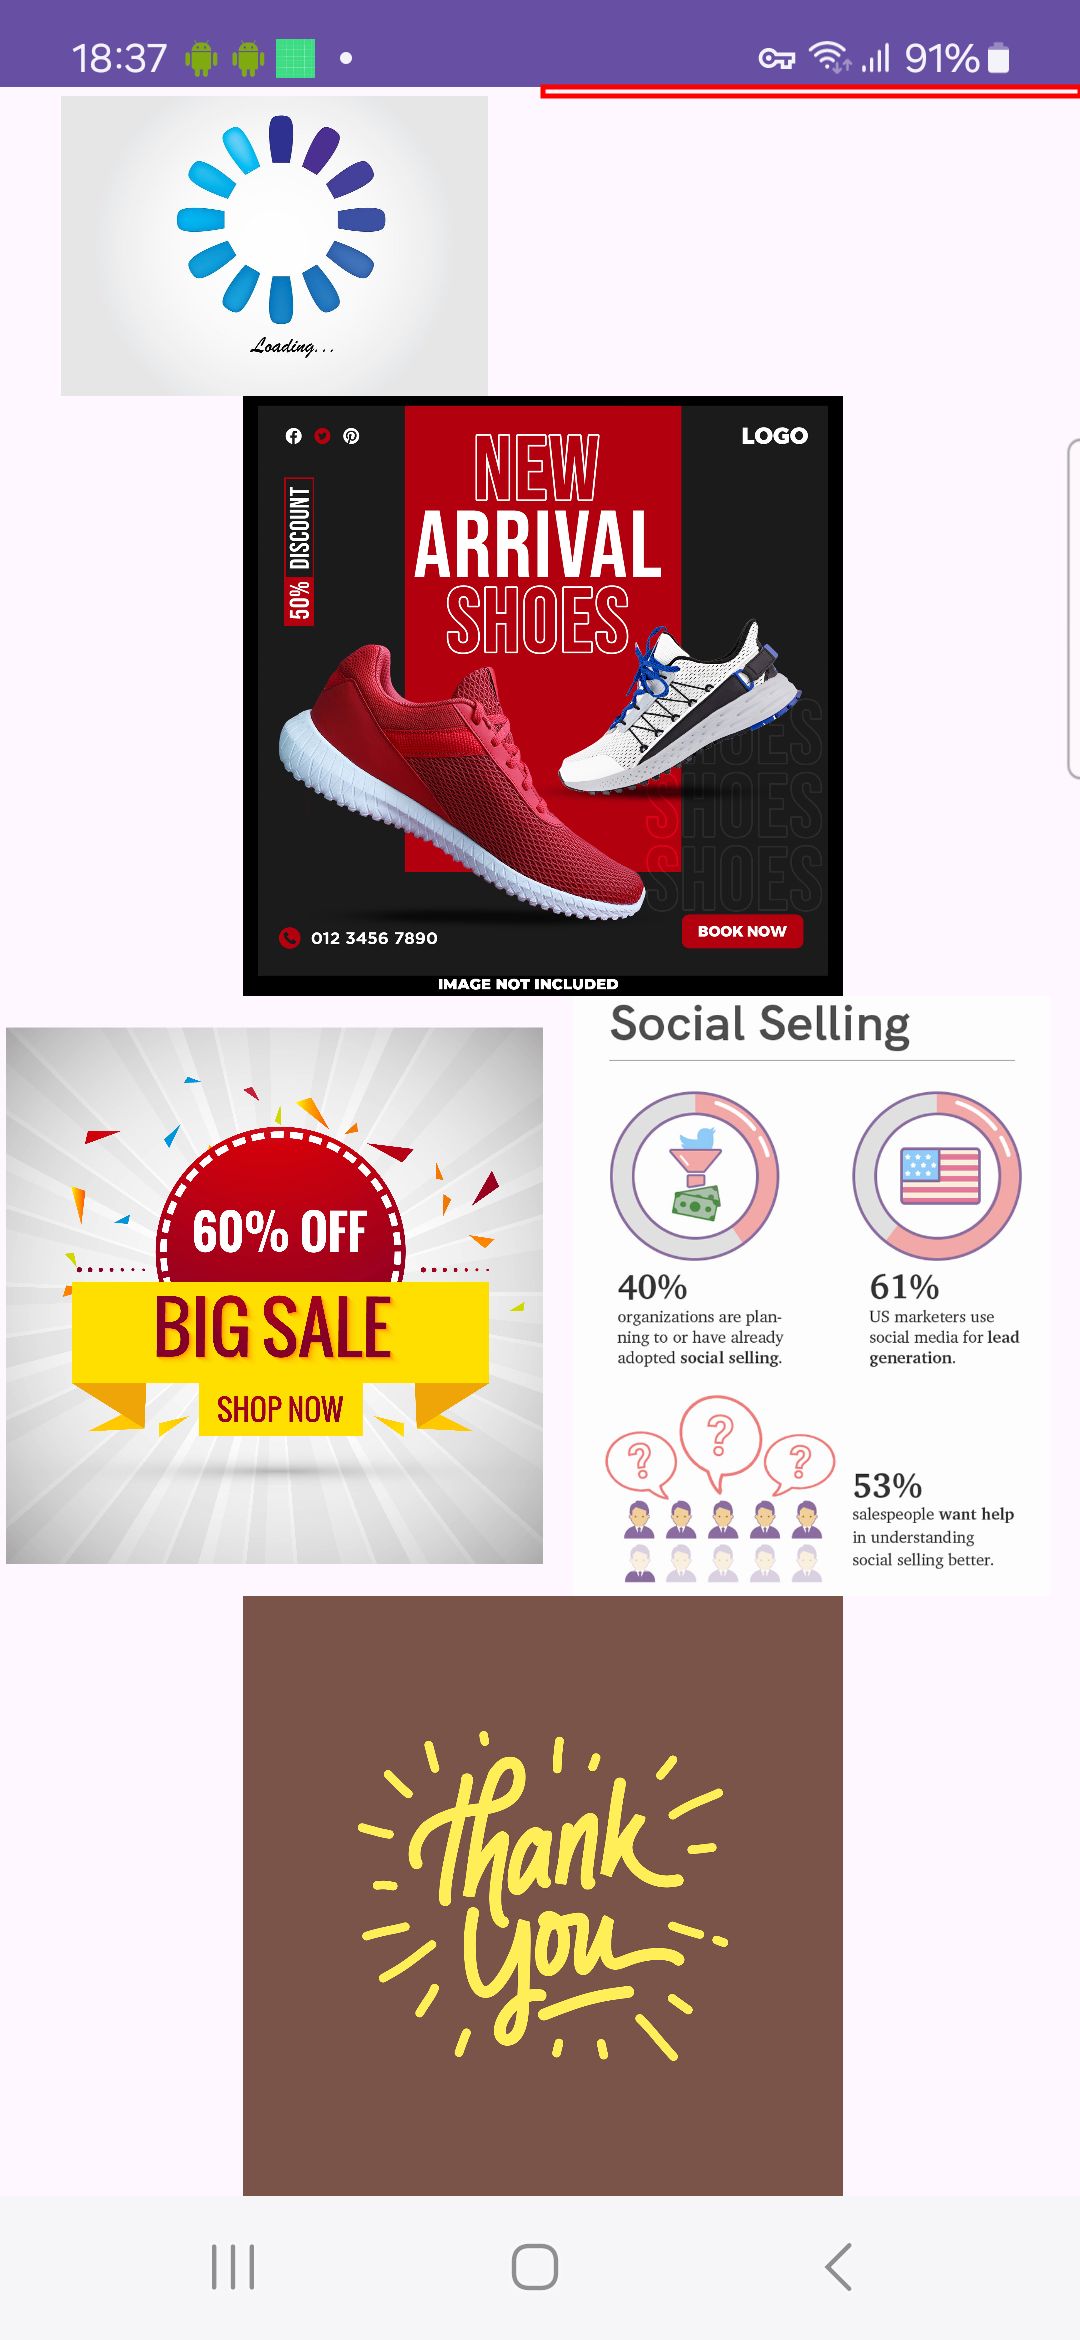 18:37
91%
Loading...
LOGO
50% DISCOUNT
NEW
ARRIVAL
SHOES
SHOES
SHOES
SHOES
012 3456 7890
BOOK NOW
IMAGE NOT INCLUDED
60% OFF
BIG SALE
SHOP NOW
Social Selling
40%
organizations are plan-
ning to or have already
adopted social selling.
61%
US marketers use
social media for lead
generation.
? ? ?
53%
salespeople want help
in understanding
social selling better.
thank
you